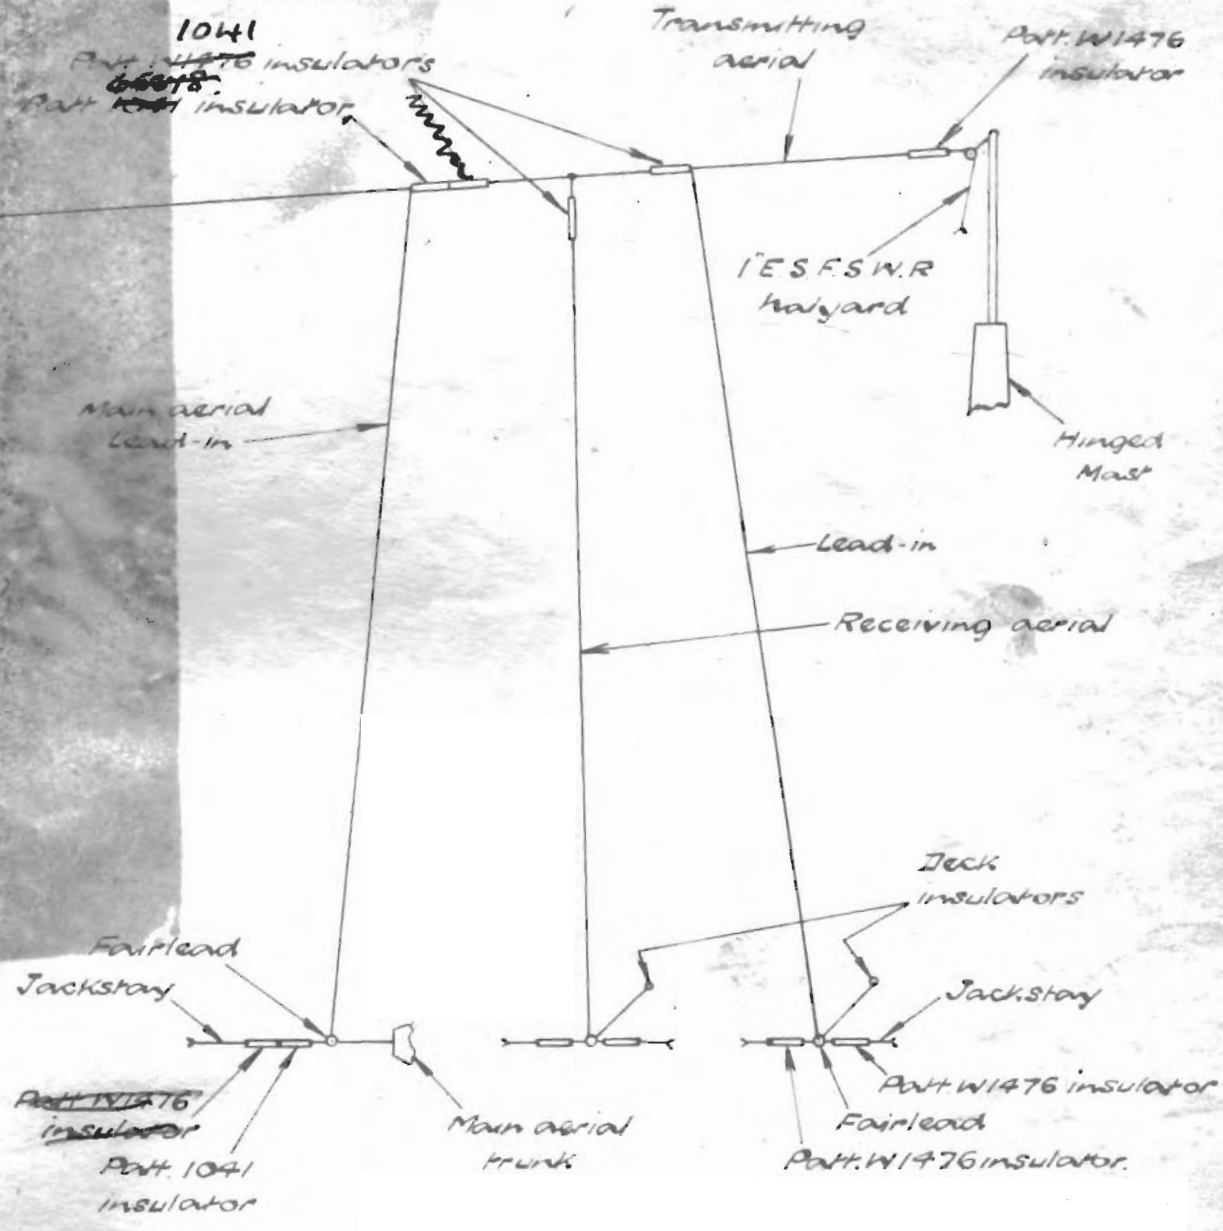 1041
Patt. W1476 insulators
6SB48.
Patt 1041 insulator
Transmitting
aerial
Patt. W1476
insulator
1"E.S.F.S.W.R
halyard
Main aerial
Lead-in
Hinged
Mast
Lead-in
Receiving aerial
Deck
insulators
Fairlead
Jackstay
Jackstay
Patt W1476
insulator
Patt. 1041
insulator
Main aerial
trunk
Patt. W1476 insulator
Fairlead
Patt. W1476 insulator.